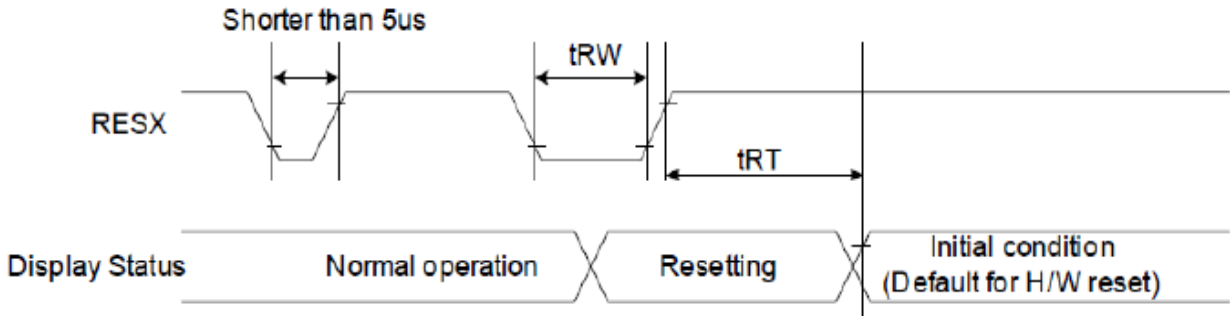 Shorter than 5us
tRW
RESX
tRT
Display Status
Normal operation
Resetting
Initial condition
(Default for H/W reset)